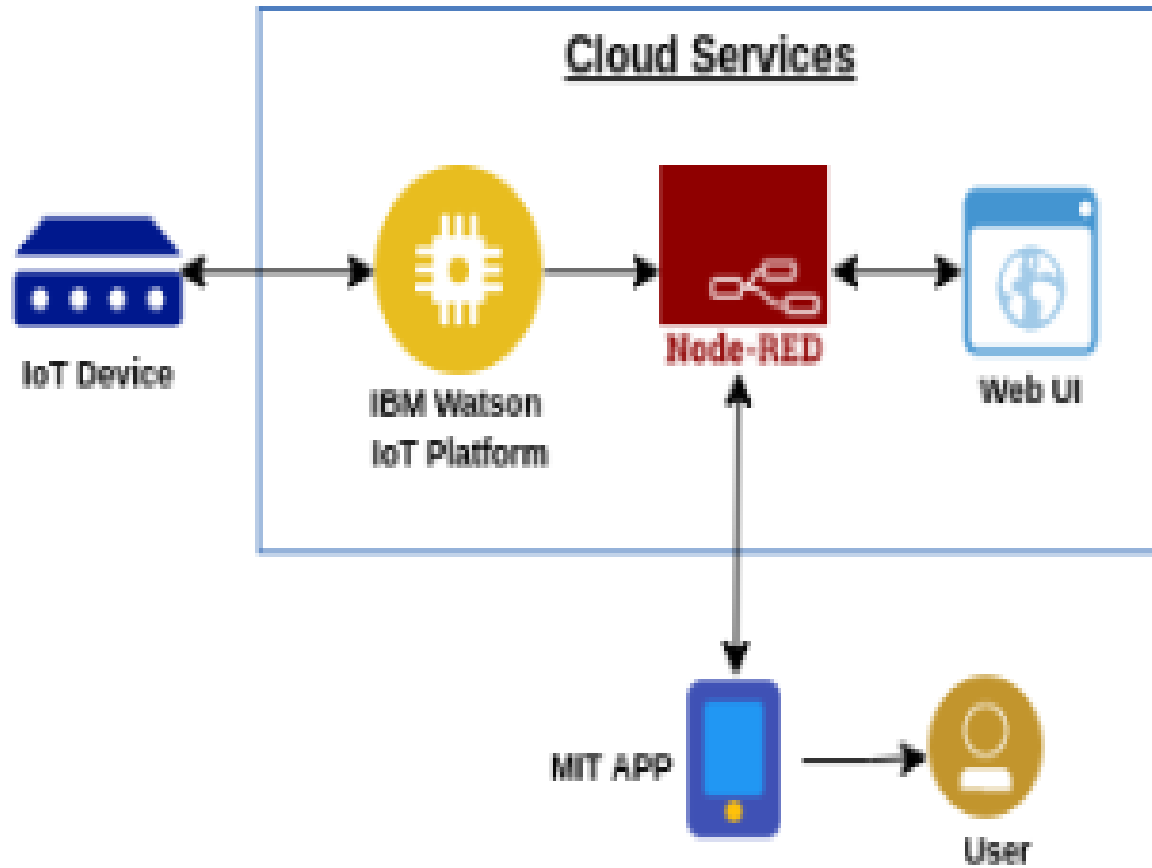 Cloud Services
IoT Device
IBM Watson
IoT Platform
Node-RED
Web UI
MIT APP
User